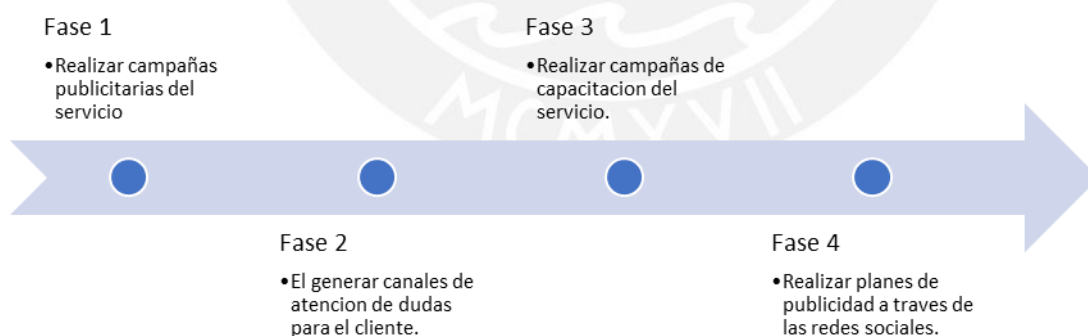 Fase 1
•Realizar campañas
publicitarias del
servicio
Fase 3
•Realizar campañas de
capacitacion del
servicio.
MCMXVII
Fase 2
•El generar canales de
atencion de dudas
para el cliente.
Fase 4
•Realizar planes de
publicidad a traves de
las redes sociales.